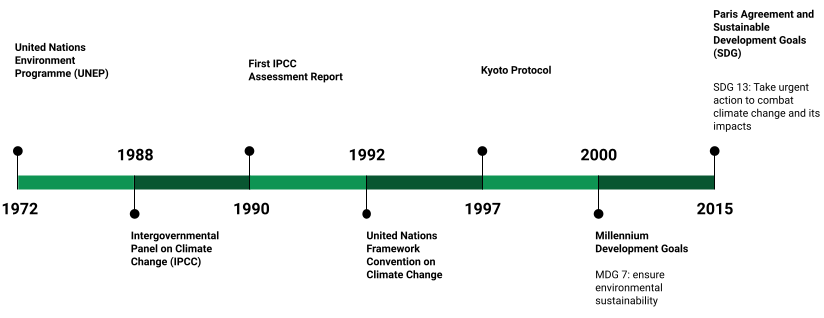 United Nations
Environment
Programme (UNEP)
1972
1988
Intergovernmental
Panel on Climate
Change (IPCC)
First IPCC
Assessment Report
1990
1992
United Nations
Framework
Convention on
Climate Change
Kyoto Protocol
1997
2000
Millennium
Development Goals
MDG 7: ensure
environmental
sustainability
Paris Agreement and
Sustainable
Development Goals
(SDG)
SDG 13: Take urgent
action to combat
climate change and its
impacts
2015